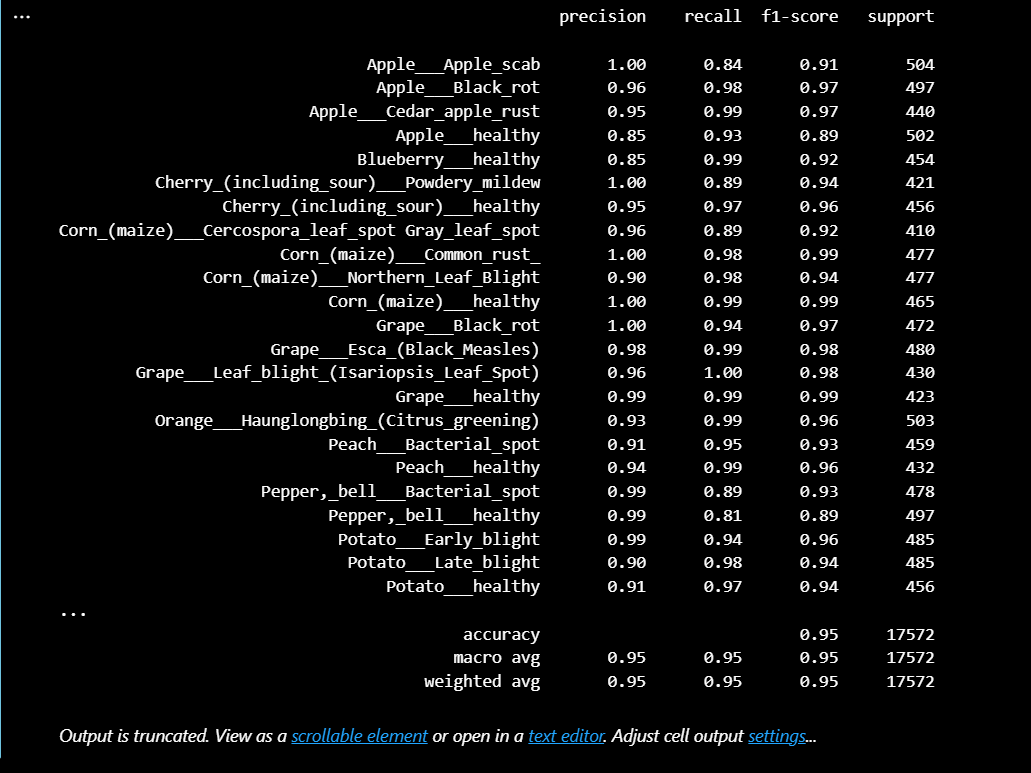 ... precision recall f1-score support
Apple___Apple_scab 1.00 0.84 0.91 504
Apple___Black_rot 0.96 0.98 0.97 497
Apple___Cedar_apple_rust 0.95 0.99 0.97 440
Apple___healthy 0.85 0.93 0.89 502
Blueberry___healthy 0.85 0.99 0.92 454
Cherry_(including_sour)___Powdery_mildew 1.00 0.89 0.94 421
Cherry_(including_sour)___healthy 0.95 0.97 0.96 456
Corn_(maize)___Cercospora_leaf_spot Gray_leaf_spot 0.96 0.89 0.92 410
Corn_(maize)___Common_rust_ 1.00 0.98 0.99 477
Corn_(maize)___Northern_Leaf_Blight 0.90 0.98 0.94 477
Corn_(maize)___healthy 1.00 0.99 0.99 465
Grape___Black_rot 1.00 0.94 0.97 472
Grape___Esca_(Black_Measles) 0.98 0.99 0.98 480
Grape___Leaf_blight_(Isariopsis_Leaf_Spot) 0.96 1.00 0.98 430
Grape___healthy 0.99 0.99 0.99 423
Orange___Haunglongbing_(Citrus_greening) 0.93 0.99 0.96 503
Peach___Bacterial_spot 0.91 0.95 0.93 459
Peach___healthy 0.94 0.99 0.96 432
Pepper,_bell___Bacterial_spot 0.99 0.89 0.93 478
Pepper,_bell___healthy 0.99 0.81 0.89 497
Potato___Early_blight 0.99 0.94 0.96 485
Potato___Late_blight 0.90 0.98 0.94 485
Potato___healthy 0.91 0.97 0.94 456
...
accuracy 0.95 17572
macro avg 0.95 0.95 0.95 17572
weighted avg 0.95 0.95 0.95 17572
Output is truncated. View as a scrollable element or open in a text editor. Adjust cell output settings...